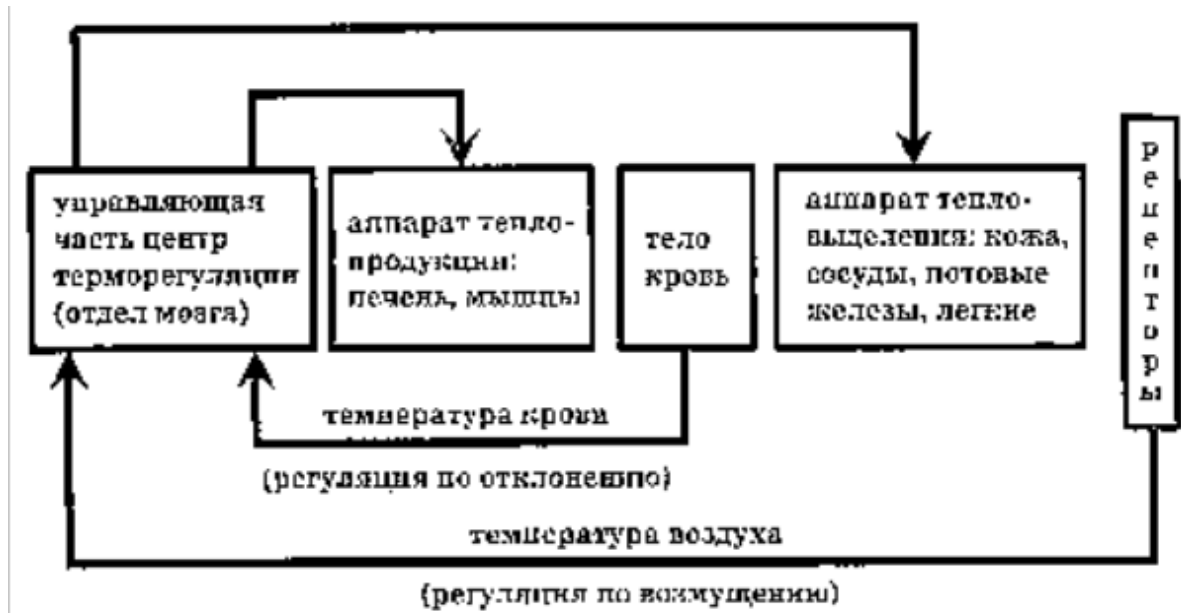 управляющая
часть центр
терморегуляции
(отдел мозга)
аппарат тепло-
продукции:
печень, мышцы
тело
кровь
аппарат тепло-
выделения: кожа,
сосуды, потовые
железы, легкие
рецепторы
температура крови
(регуляция по отклонению)
температура воздуха
(регуляция по возмущению)